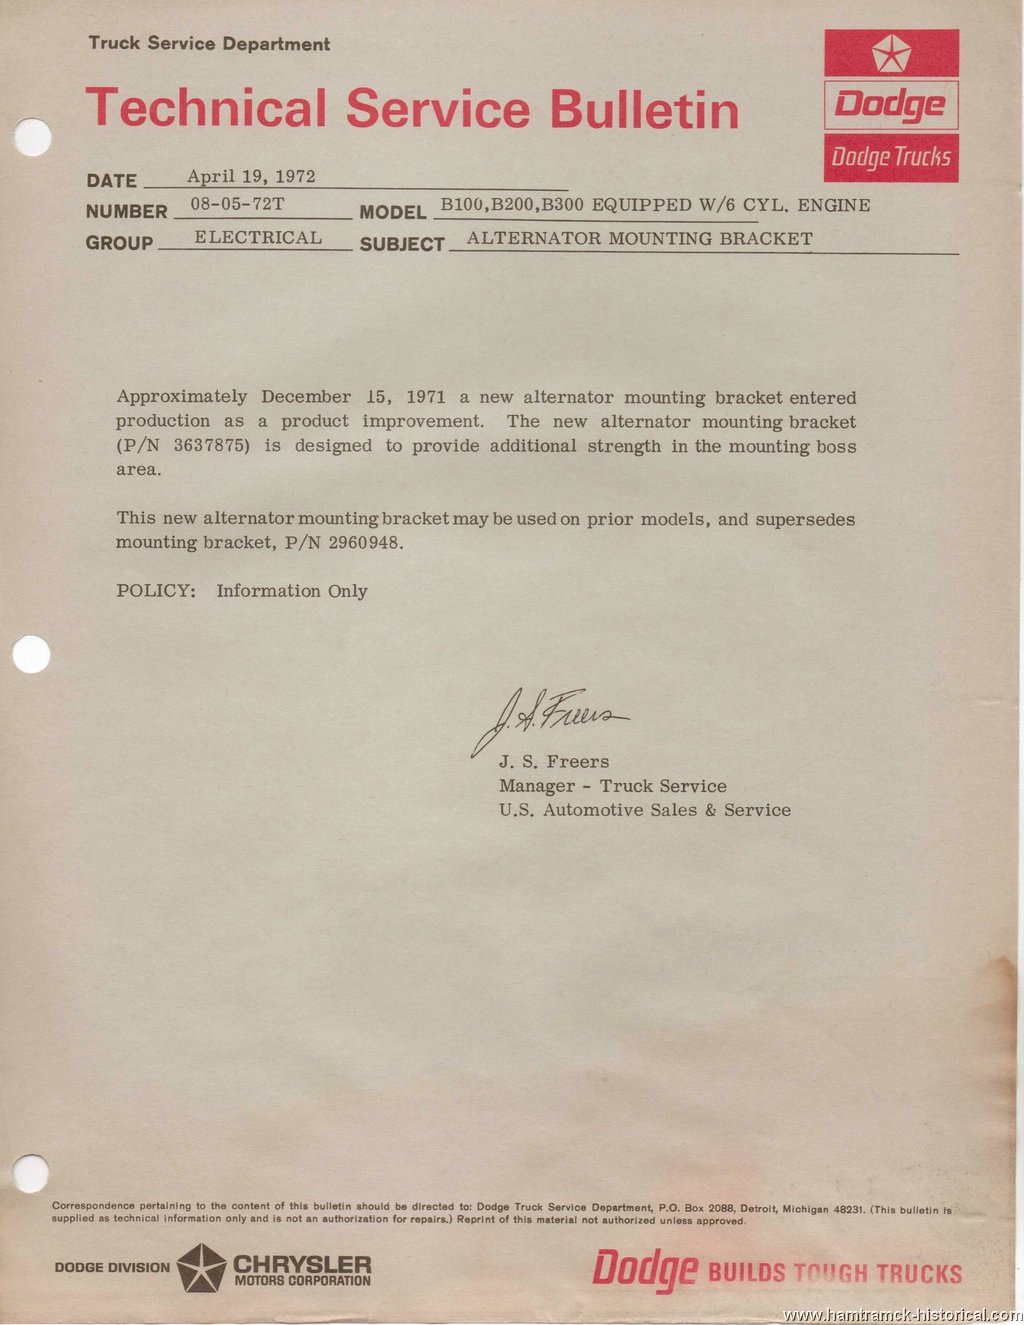 Truck Service Department
Technical Service Bulletin
Dodge
Dodge Trucks
DATE April 19, 1972
NUMBER 08-05-72T MODEL B100,B200,B300 EQUIPPED W/6 CYL. ENGINE
GROUP ELECTRICAL SUBJECT ALTERNATOR MOUNTING BRACKET
Approximately December 15, 1971 a new alternator mounting bracket entered
production as a product improvement. The new alternator mounting bracket
(P/N 3637875) is designed to provide additional strength in the mounting boss
area.
This new alternator mounting bracket may be used on prior models, and supersedes
mounting bracket, P/N 2960948.
POLICY: Information Only
J. S. Freers
J. S. Freers
Manager - Truck Service
U.S. Automotive Sales & Service
Correspondence pertaining to the content of this bulletin should be directed to: Dodge Truck Service Department, P.O. Box 2088, Detroit, Michigan 48231. (This bulletin is
supplied as technical information only and is not an authorization for repairs.) Reprint of this material not authorized unless approved.
DODGE DIVISION CHRYSLER
MOTORS CORPORATION
Dodge BUILDS TOUGH TRUCKS
www.hamtramck-historical.com